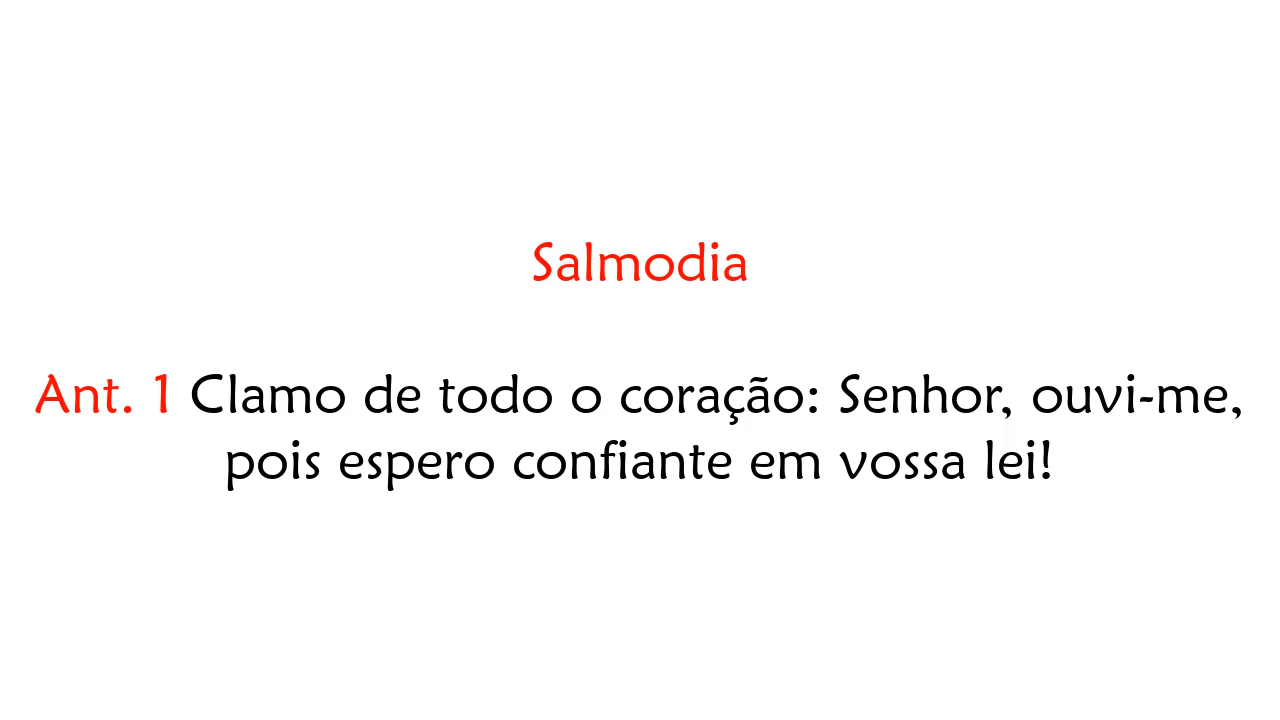 Salmodia
Ant. 1 Clamo de todo o coração: Senhor, ouvi-me,
pois espero confiante em vossa lei!